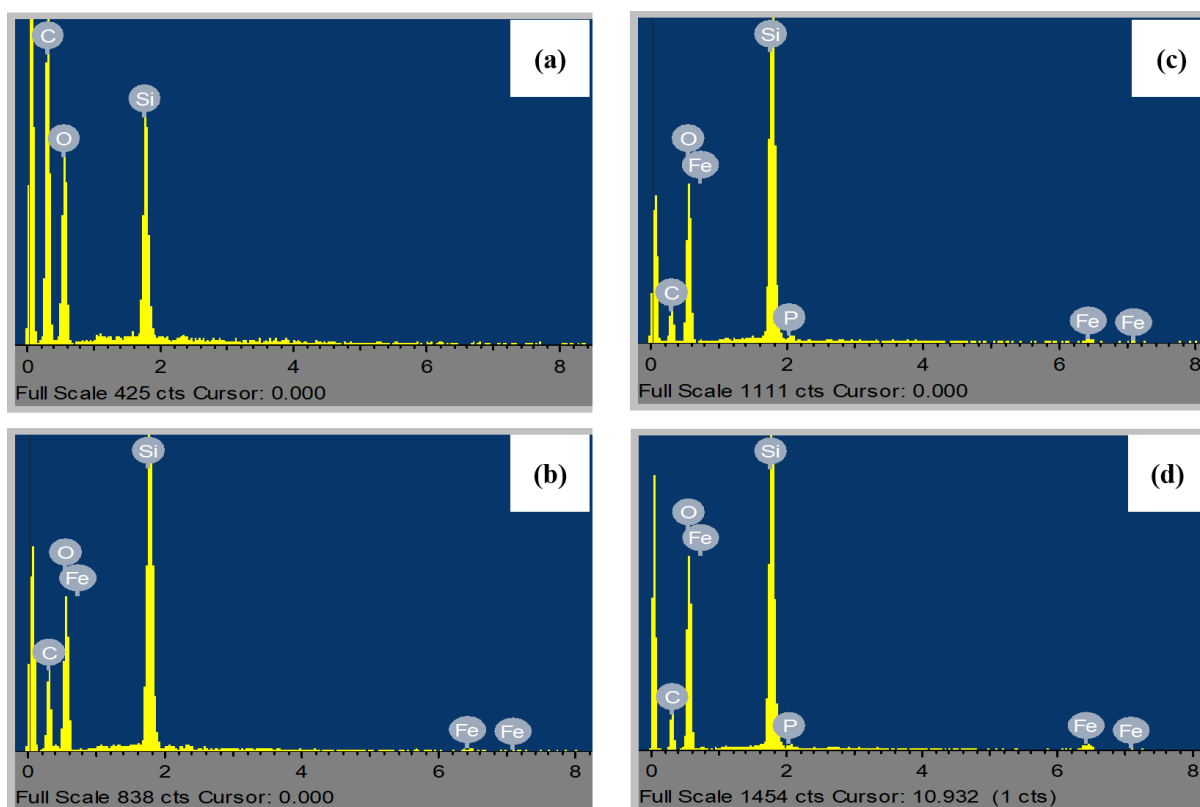 (a)
C
Si
O
0 2 4 6 8
Full Scale 425 cts Cursor: 0.000
(c)
Si
O
Fe
C
P
Fe
Fe
0 2 4 6 8
Full Scale 1111 cts Cursor: 0.000
(b)
Si
O
Fe
C
Fe
Fe
0 2 4 6 8
Full Scale 838 cts Cursor: 0.000
(d)
Si
O
Fe
C
P
Fe
Fe
0 2 4 6 8
Full Scale 1454 cts Cursor: 10.932 (1 cts)